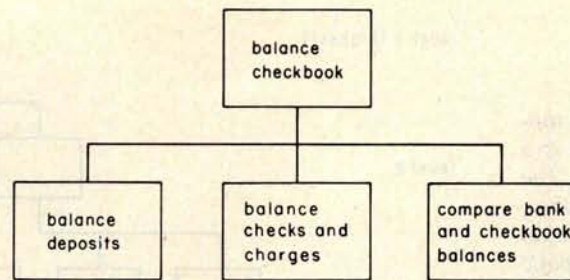 balance
checkbook
balance
deposits
balance
checks and
charges
compare bank
and checkbook
balances